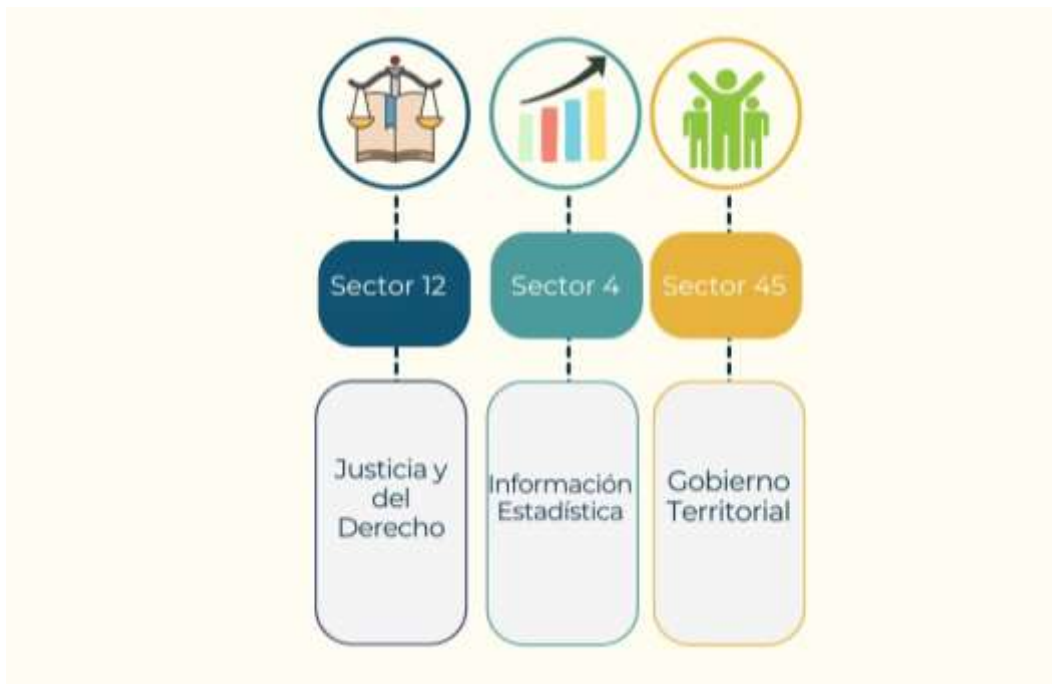 Sector 12
Sector 4
Sector 45
Justicia y
del
Derecho
Información
Estadística
Gobierno
Territorial